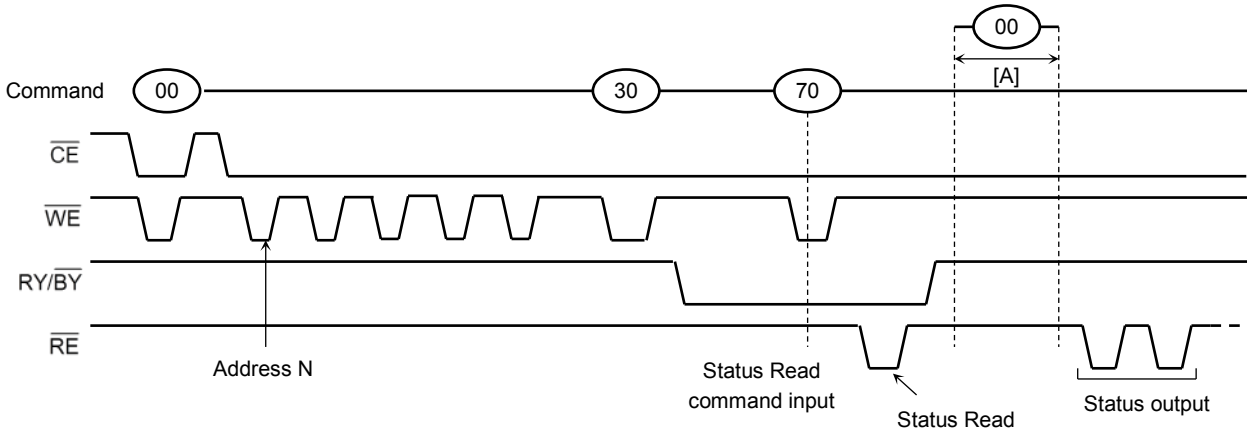 00
[A]
Command
00
30
70
CE
WE
RY/BY
RE
Address N
Status Read
command input
Status Read
Status output